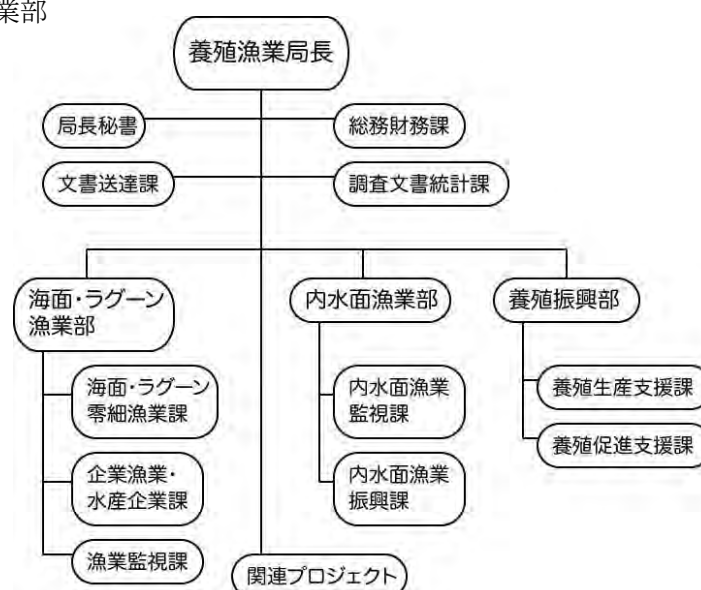 業部
養殖漁業局長
局長秘書
総務財務課
文書送達課
調査文書統計課
海面・ラグーン
漁業部
内水面漁業部
養殖振興部
海面・ラグーン
零細漁業課
企業漁業・
水産企業課
漁業監視課
内水面漁業
監視課
内水面漁業
振興課
養殖生産支援課
養殖促進支援課
関連プロジェクト